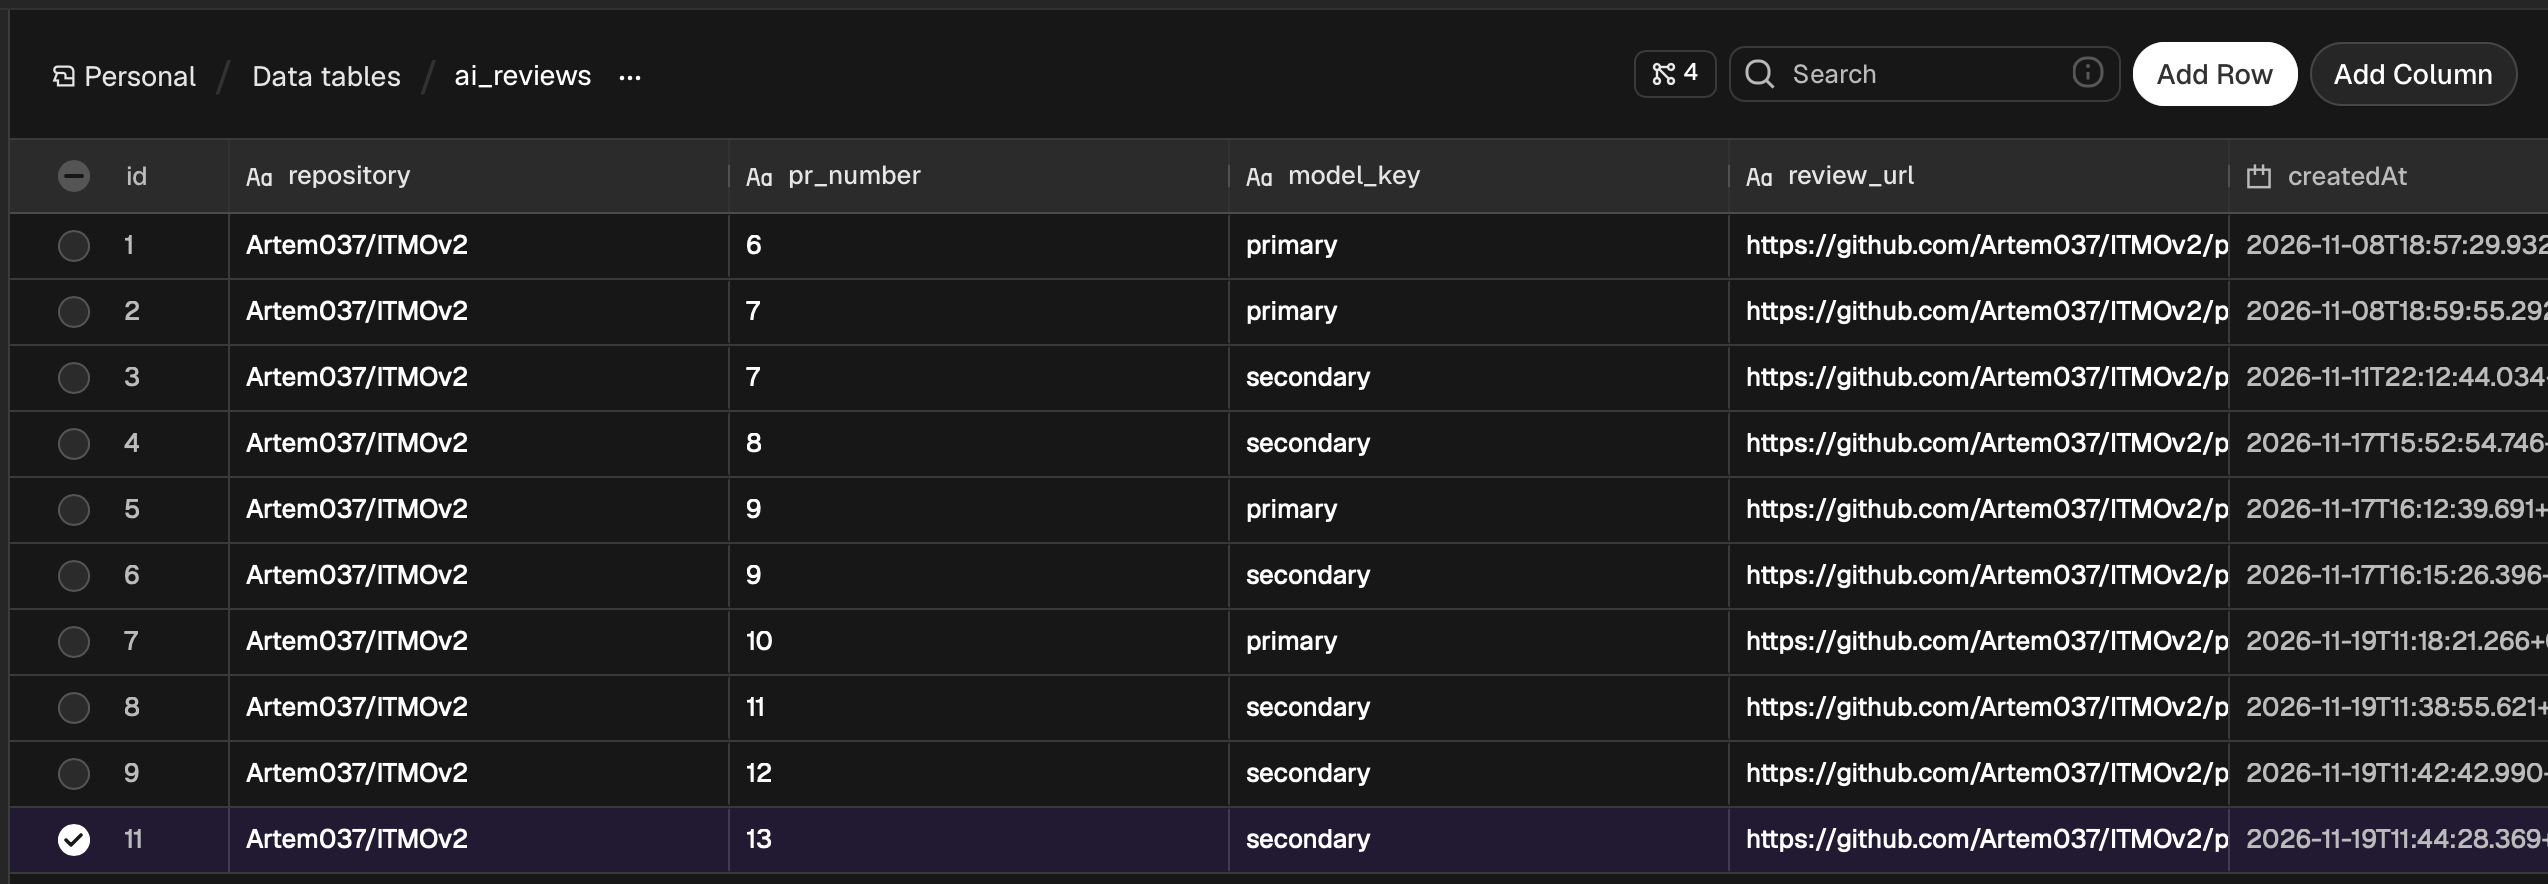 Personal / Data tables / ai_reviews ... 4 Search Add Row Add Column
id Aa repository Aa pr_number Aa model_key Aa review_url createdAt
1 Artem037/ITMOv2 6 primary https://github.com/Artem037/ITMOv2/p 2026-11-08T18:57:29.932
2 Artem037/ITMOv2 7 primary https://github.com/Artem037/ITMOv2/p 2026-11-08T18:59:55.292
3 Artem037/ITMOv2 7 secondary https://github.com/Artem037/ITMOv2/p 2026-11-11T22:12:44.034
4 Artem037/ITMOv2 8 secondary https://github.com/Artem037/ITMOv2/p 2026-11-17T15:52:54.746
5 Artem037/ITMOv2 9 primary https://github.com/Artem037/ITMOv2/p 2026-11-17T16:12:39.691+
6 Artem037/ITMOv2 9 secondary https://github.com/Artem037/ITMOv2/p 2026-11-17T16:15:26.396
7 Artem037/ITMOv2 10 primary https://github.com/Artem037/ITMOv2/p 2026-11-19T11:18:21.266+
8 Artem037/ITMOv2 11 secondary https://github.com/Artem037/ITMOv2/p 2026-11-19T11:38:55.621+
9 Artem037/ITMOv2 12 secondary https://github.com/Artem037/ITMOv2/p 2026-11-19T11:42:42.990
11 Artem037/ITMOv2 13 secondary https://github.com/Artem037/ITMOv2/p 2026-11-19T11:44:28.369